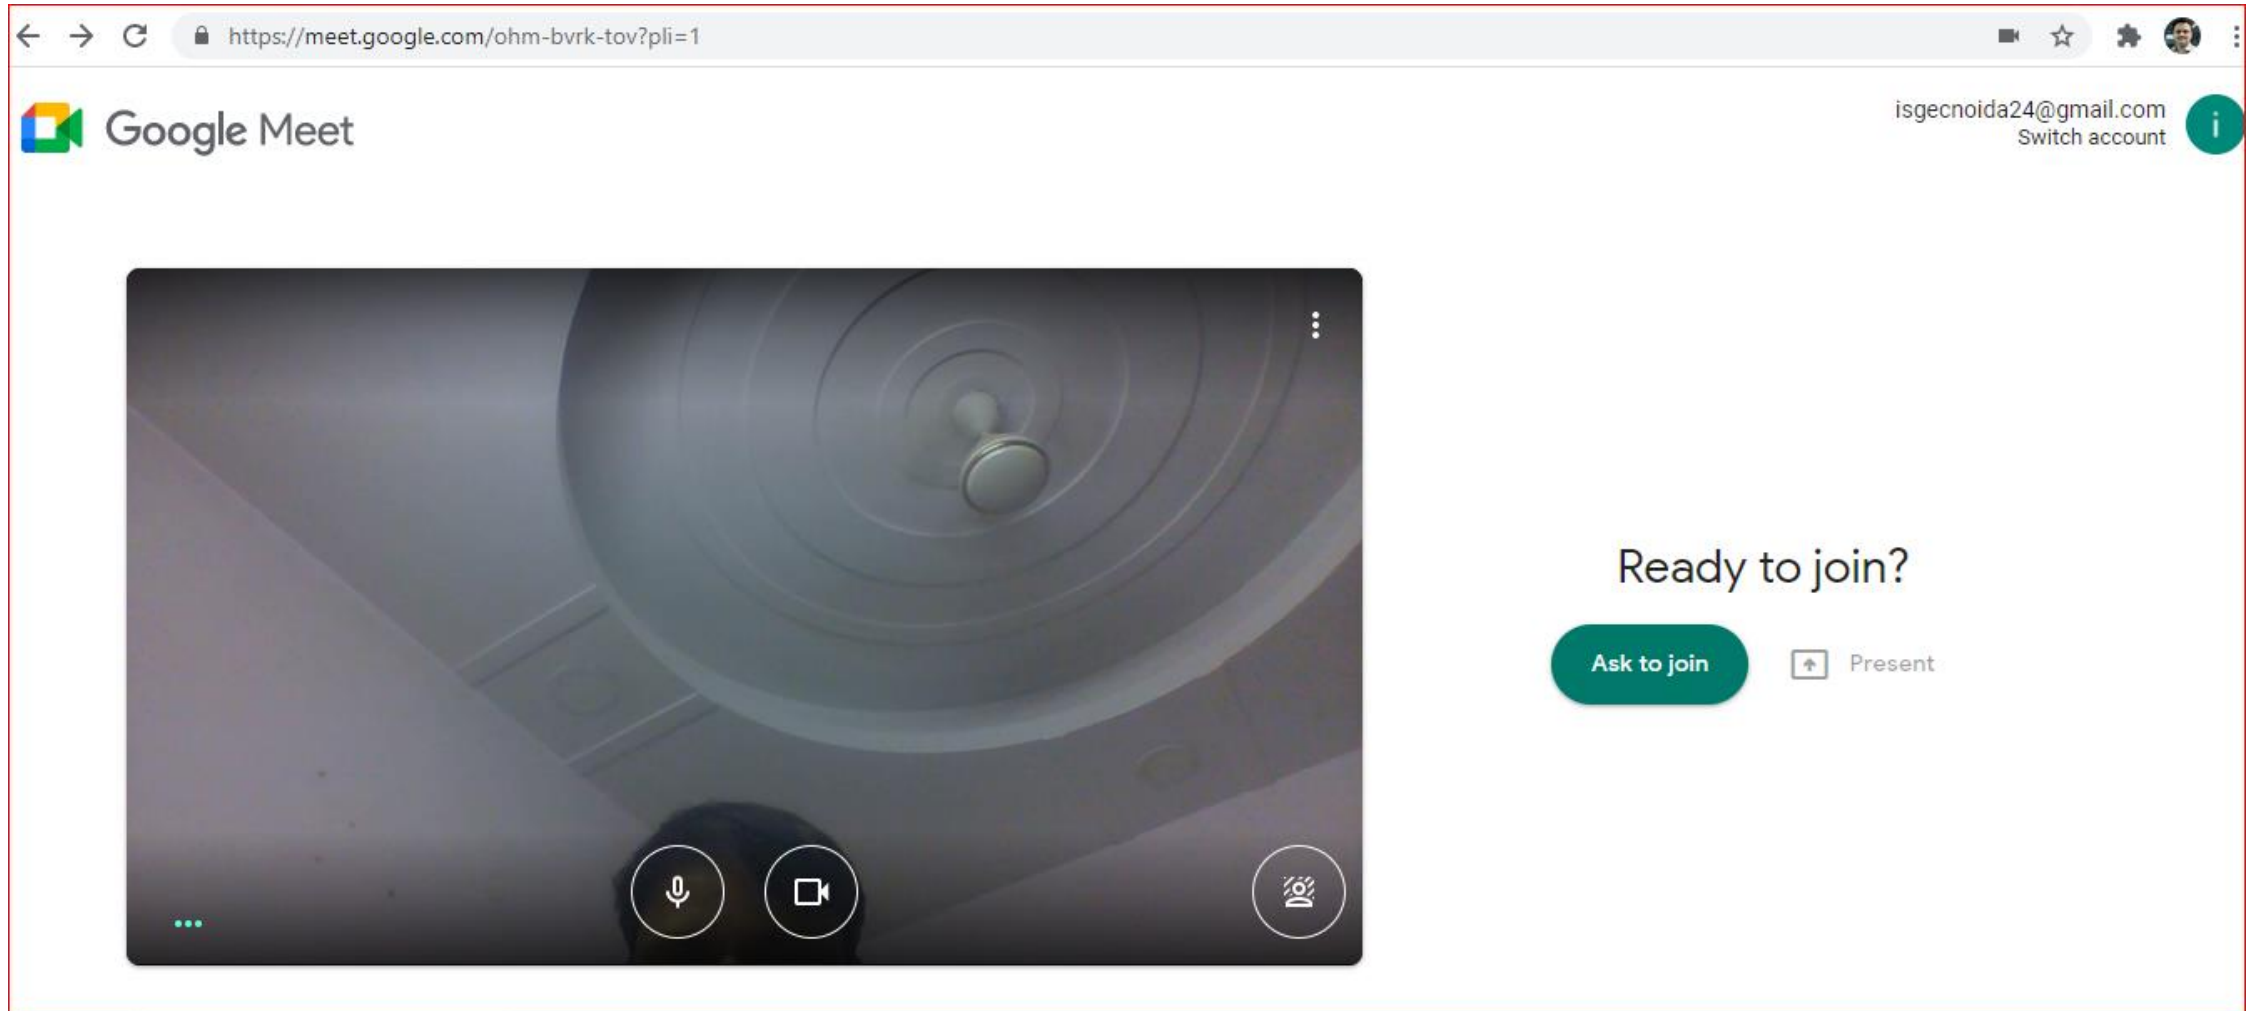 https://meet.google.com/ohm-bvrk-tov?pli=1
Google Meet
isgecnoida24@gmail.com
Switch account
i
Ready to join?
Ask to join
Present